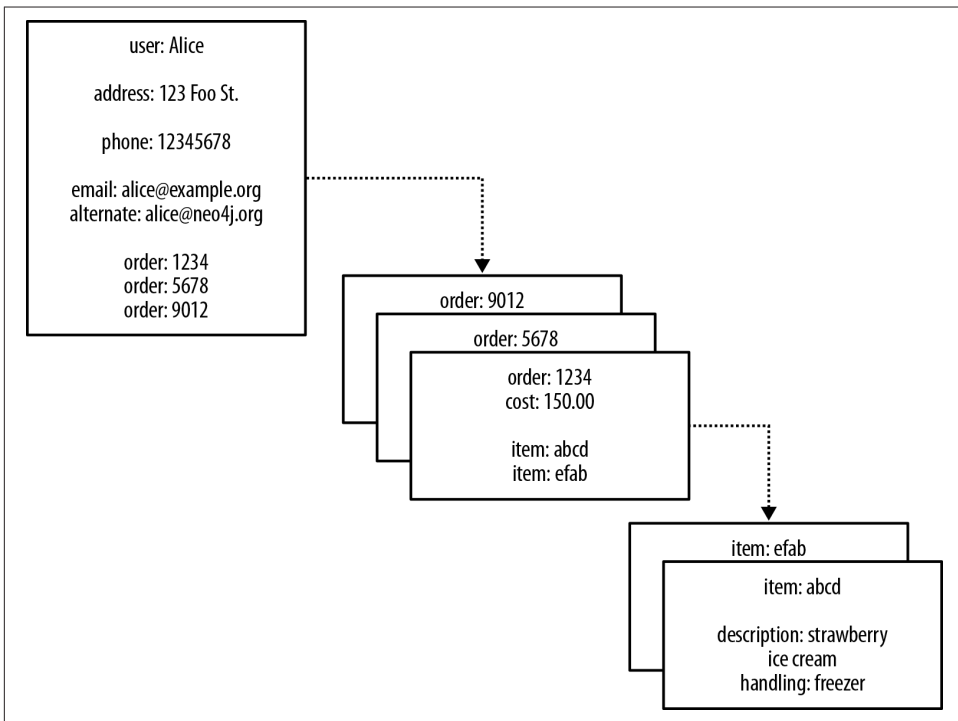 user: Alice
address: 123 Foo St.
phone: 12345678
email: alice@example.org
alternate: alice@neo4j.org
order: 1234
order: 5678
order: 9012
order: 9012
order: 5678
order: 1234
cost: 150.00
item: abcd
item: efab
item: efab
item: abcd
description: strawberry
ice cream
handling: freezer